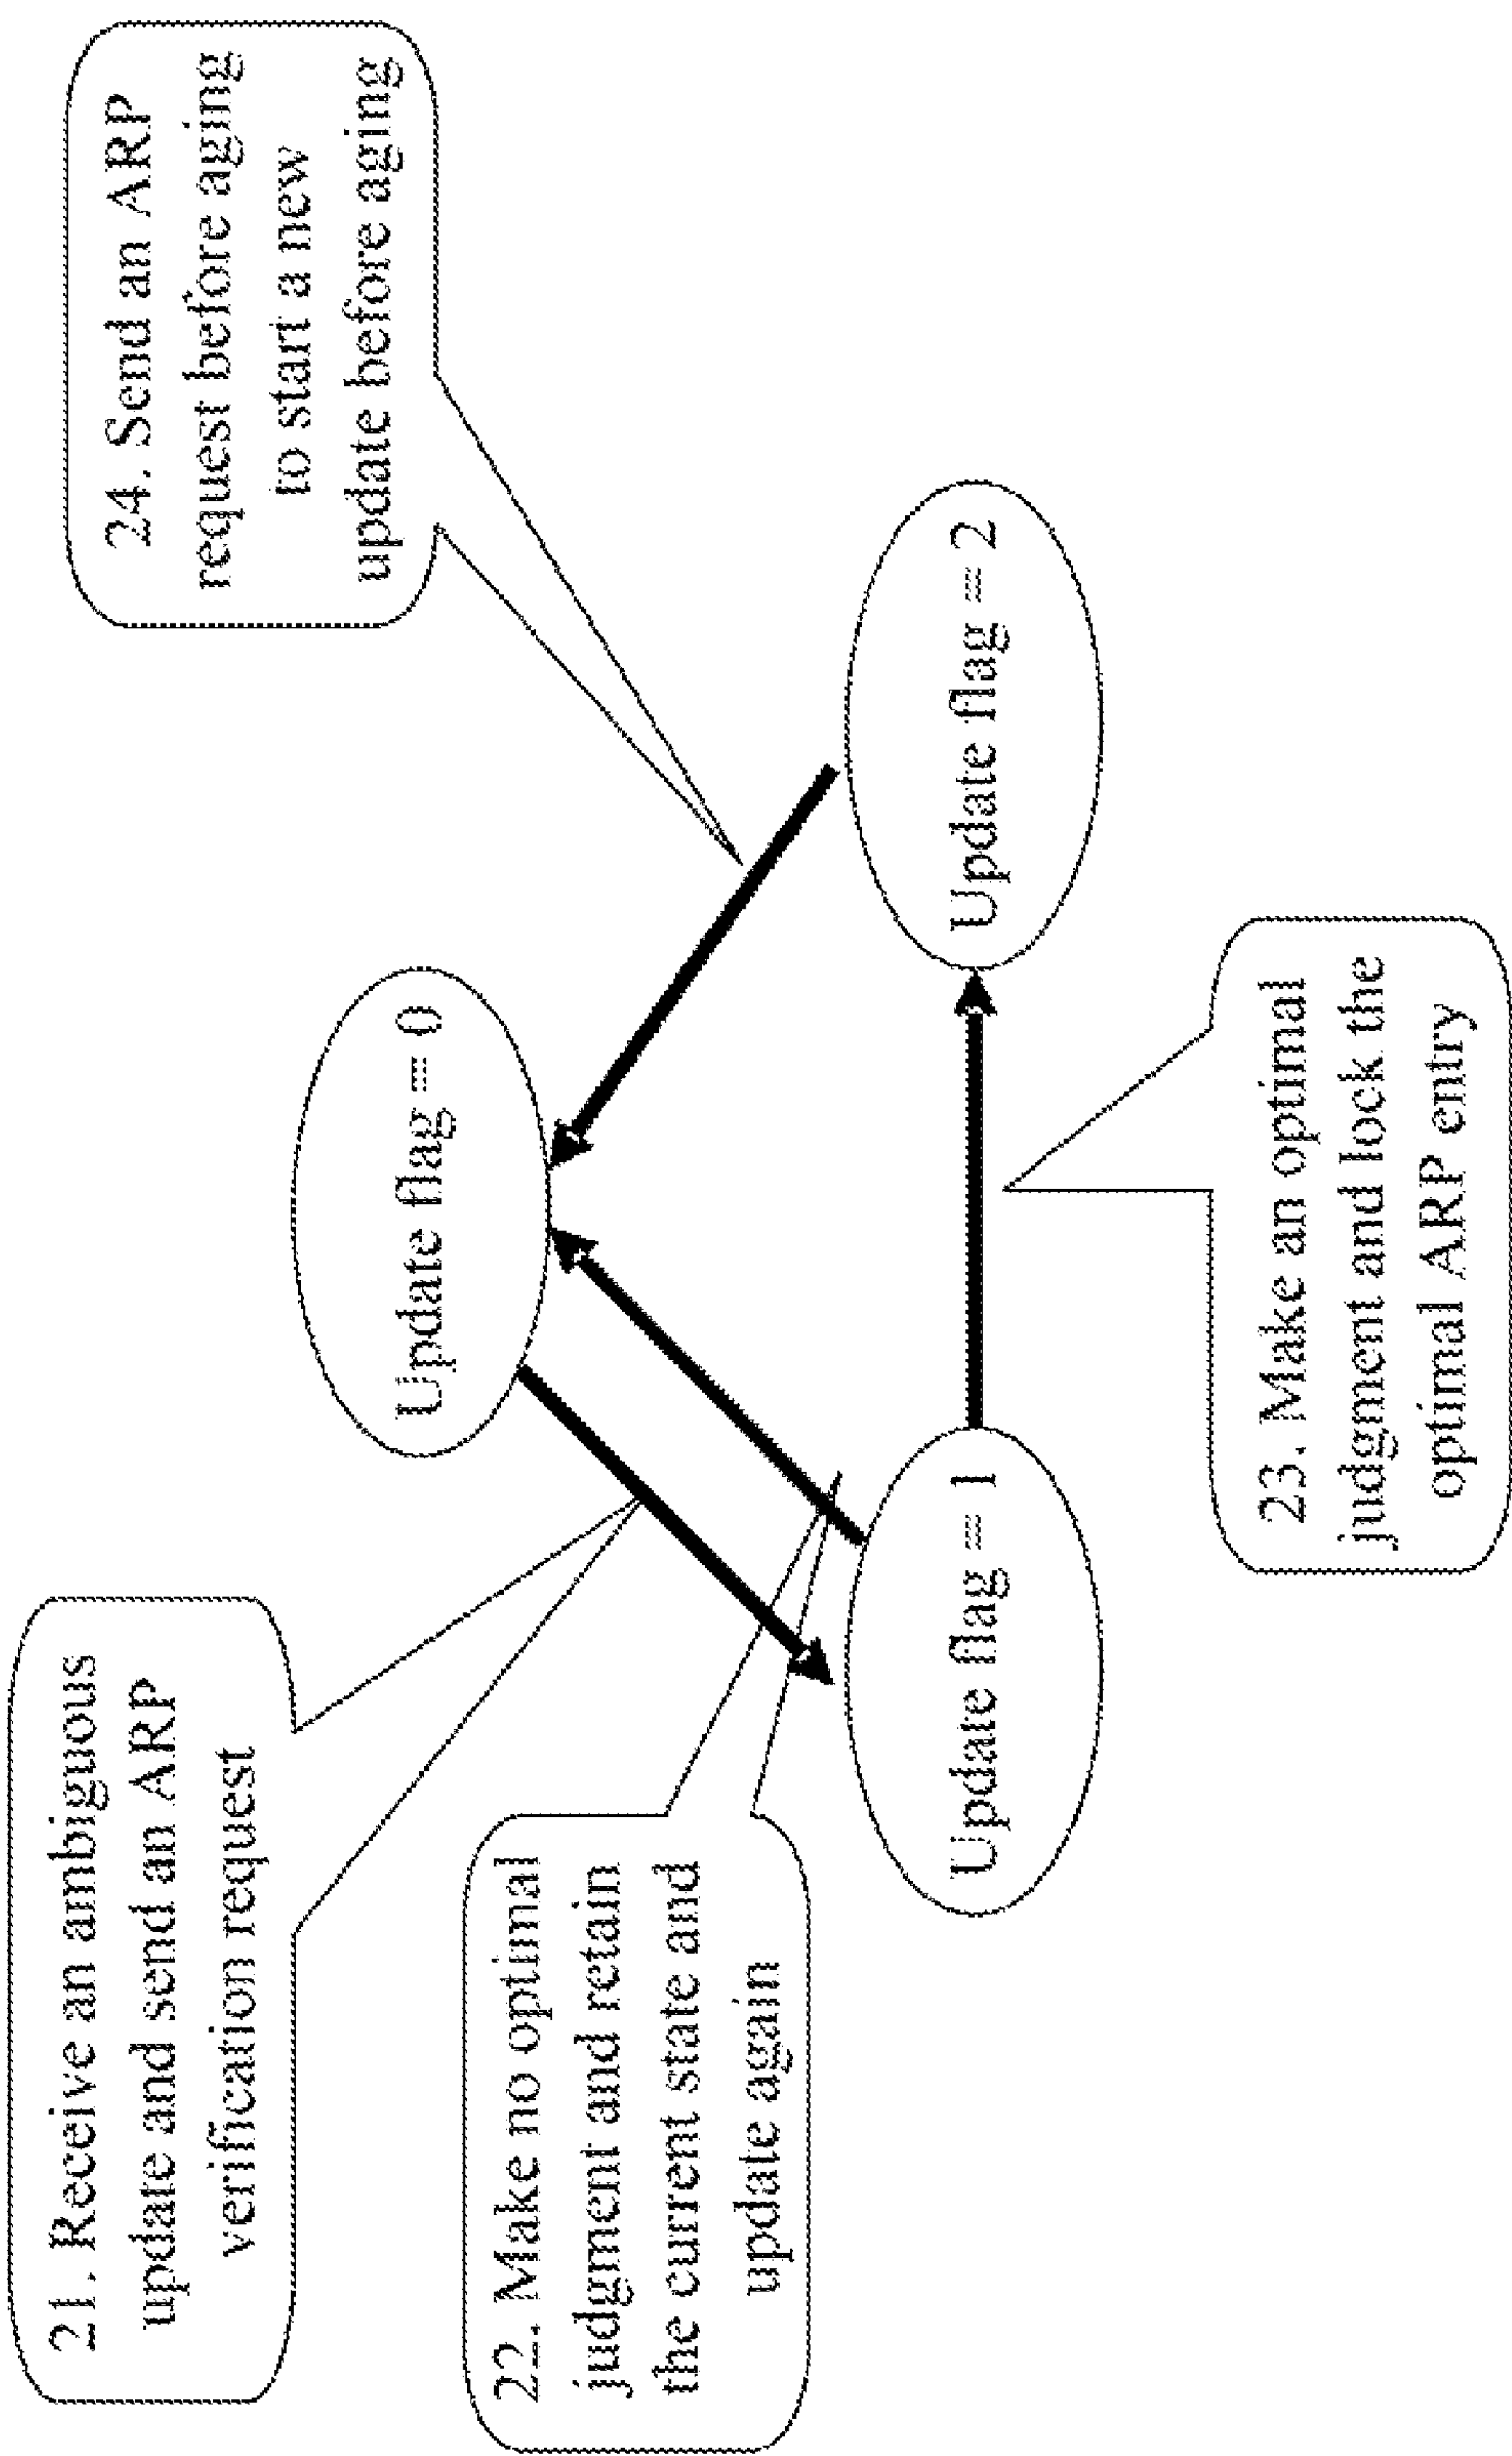 21. Receive an ambiguous
update and send an ARP
verification request
22. Make no optimal
judgment and retain
the current state and
update again
Update flag = 0
24. Send an ARP
request before aging
to start a new
update before aging
Update flag = 1
Update flag = 2
23. Make an optimal
judgment and lock the
optimal ARP entry